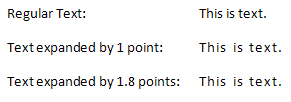 Regular Text: This is text.
Text expanded by 1 point: This is text.
Text expanded by 1.8 points: This is text.